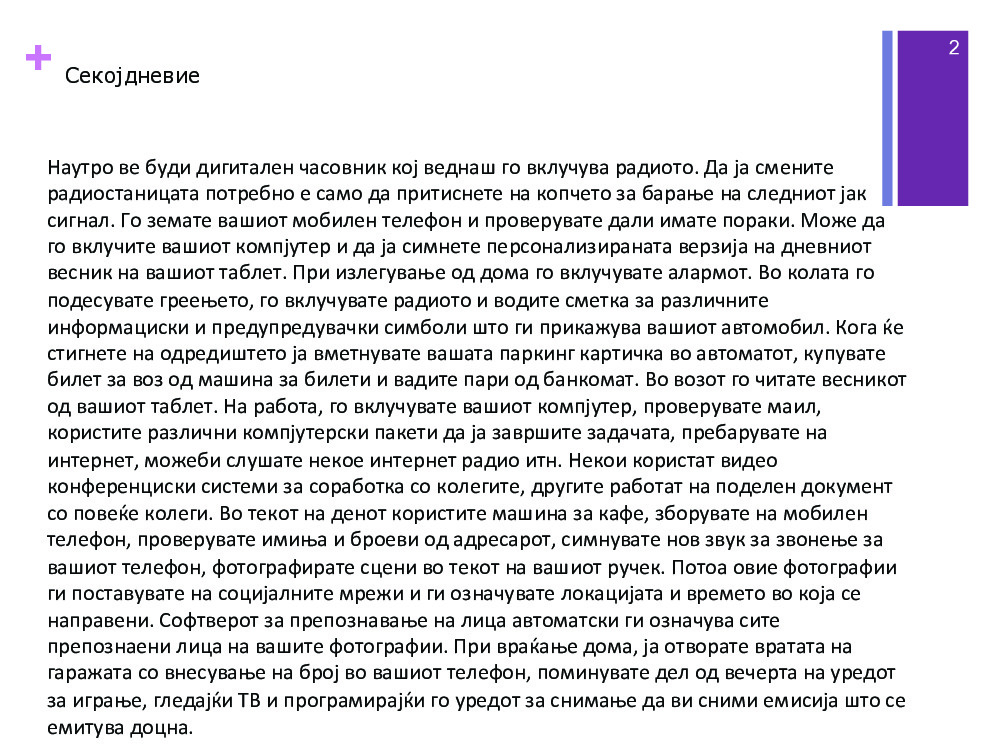 +
Секојдневие
2
Наутро ве буди дигитален часовник кој веднаш го вклучува радиото. Да ја смените
радиостаницата потребно е само да притиснете на копчето за барање на следниот јак
сигнал. Го земате вашиот мобилен телефон и проверувате дали имате пораки. Може да
го вклучите вашиот компјутер и да ја симнете персонализираната верзија на дневниот
весник на вашиот таблет. При излегување од дома го вклучувате алармот. Во колата го
подесувате греењето, го вклучувате радиото и водите сметка за различните
информациски и предупредувачки симболи што ги прикажува вашиот автомобил. Кога ќе
стигнете на одредиштето ја вметнувате вашата паркинг картичка во автоматот, купувате
билет за воз од машина за билети и вадите пари од банкомат. Во возот го читате весникот
од вашиот таблет. На работа, го вклучувате вашиот компјутер, проверувате маил,
користите различни компјутерски пакети да ја завршите задачата, пребарувате на
интернет, можеби слушате некое интернет радио итн. Некои користат видео
конференциски системи за соработка со колегите, другите работат на поделен документ
со повеќе колеги. Во текот на денот користите машина за кафе, зборувате на мобилен
телефон, проверувате имиња и броеви од адресарот, симнувате нов звук за звонење за
вашиот телефон, фотографирате сцени во текот на вашиот ручек. Потоа овие фотографии
ги поставувате на социјалните мрежи и ги означувате локацијата и времето во која се
направени. Софтверот за препознавање на лица автоматски ги означува сите
препознаени лица на вашите фотографии. При враќање дома, ја отворате вратата на
гаражата со внесување на број во вашиот телефон, поминувате дел од вечерта на уредот
за играње, гледајќи ТВ и програмирајќи го уредот за снимање да ви сними емисија што се
емитува доцна.